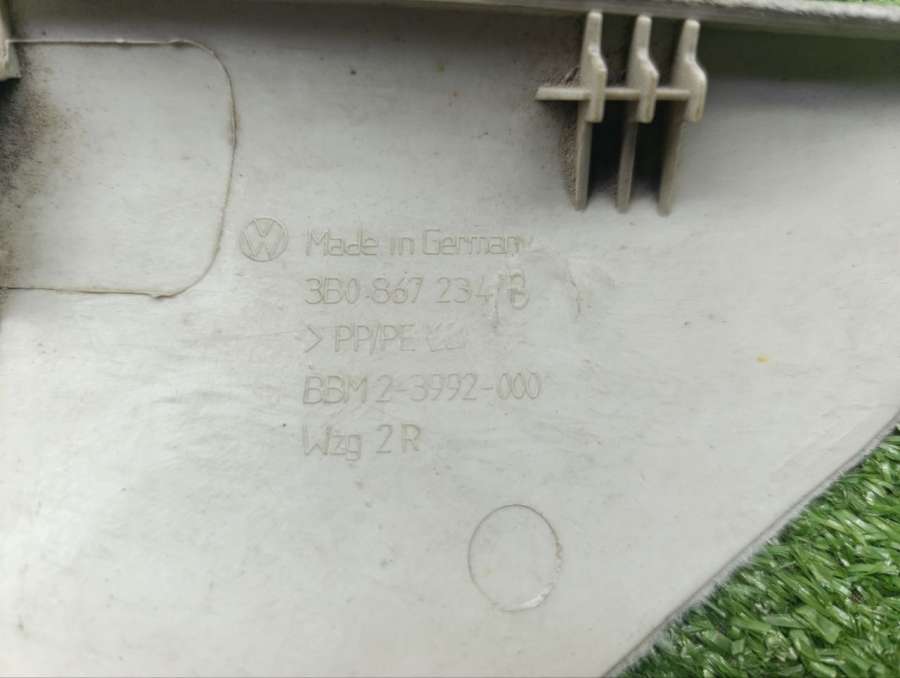 Made in Germany
3B0 867 234 B
> PP/PE
BBM 2-3992-000
Wzg 2 R